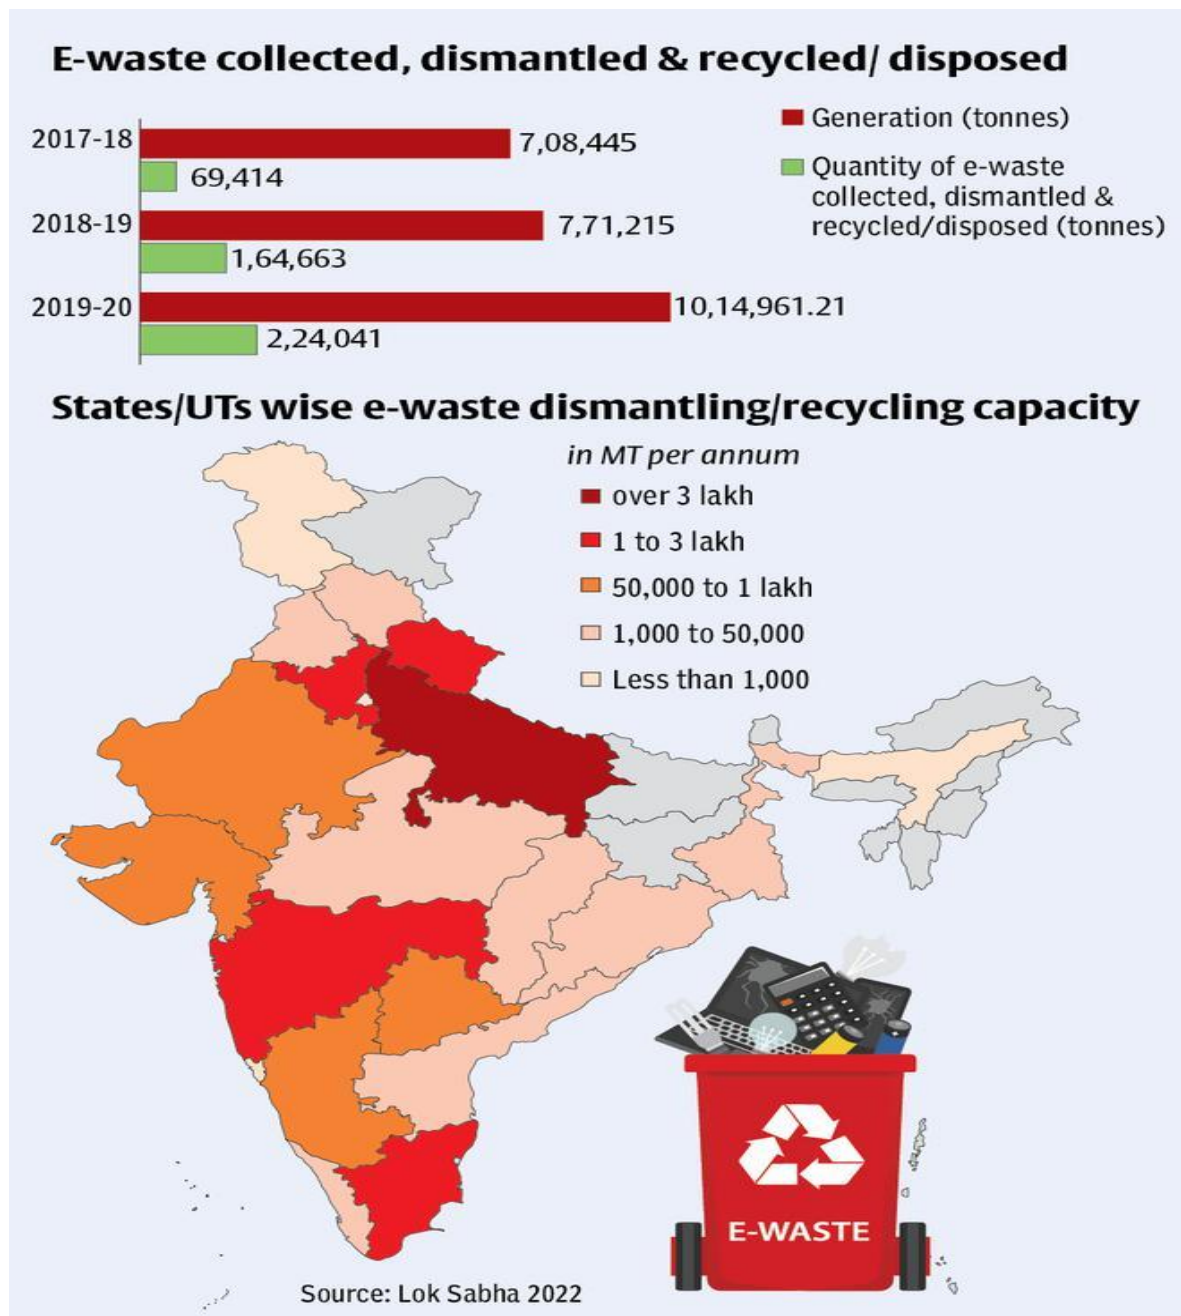 E-waste collected, dismantled & recycled/ disposed
Generation (tonnes)
Quantity of e-waste
collected, dismantled &
recycled/disposed (tonnes)
2017-18
7,08,445
69,414
2018-19
7,71,215
1,64,663
2019-20
10,14,961.21
2,24,041
States/UTs wise e-waste dismantling/recycling capacity
in MT per annum
over 3 lakh
1 to 3 lakh
50,000 to 1 lakh
1,000 to 50,000
Less than 1,000
E-WASTE
Source: Lok Sabha 2022